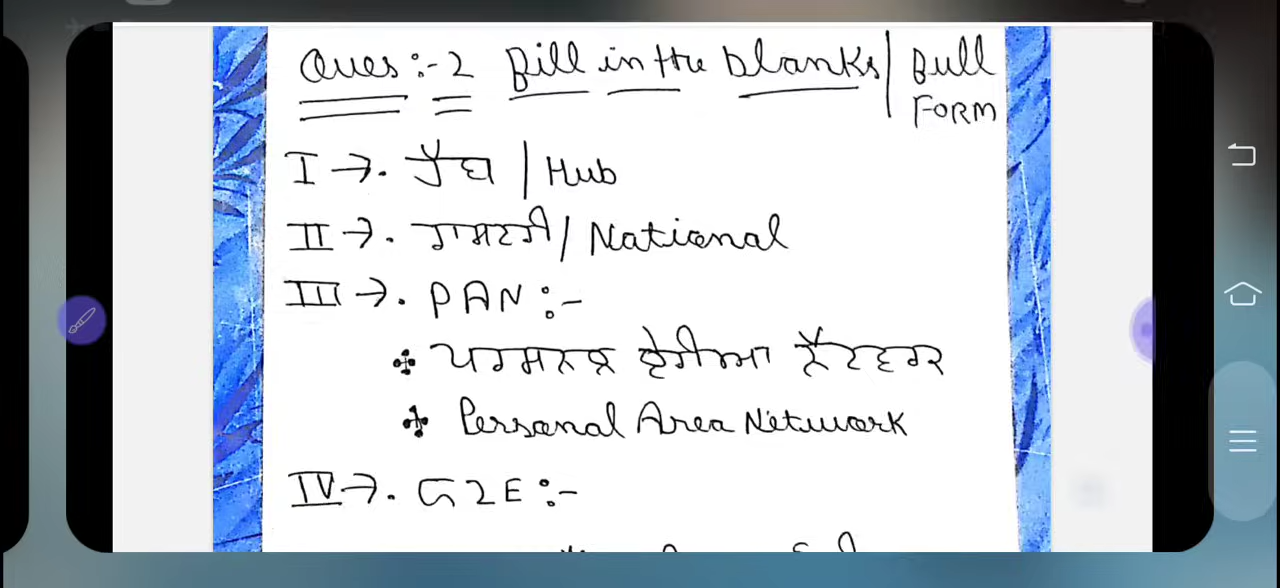 Ques :- 2 Fill in the blanks / Full
FORM
I →. ਹੱਬ / Hub
II →. ਰਾਸ਼ਟਰੀ / National
III →. PAN :-
ਪਰਸਨਲ ਏਰੀਆ ਨੈੱਟਵਰਕ
Personal Area Network
IV →. G2E :-